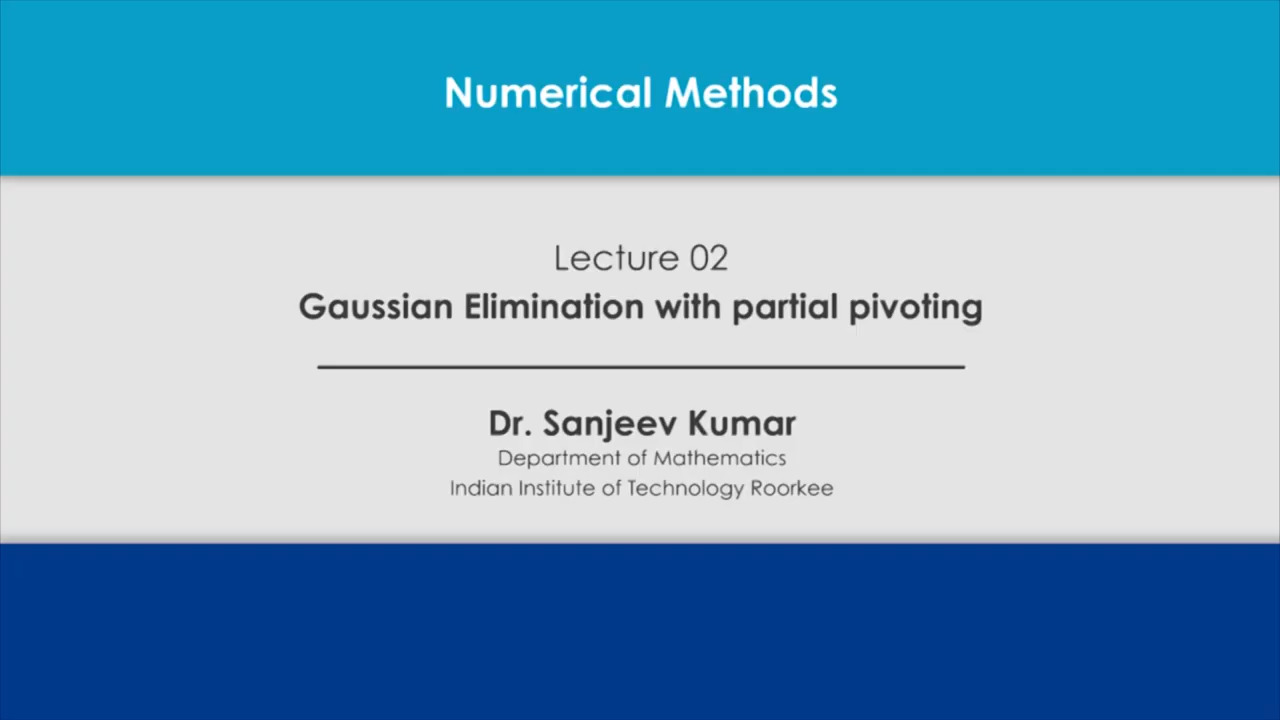 Numerical Methods
Lecture 02
Gaussian Elimination with partial pivoting
Dr. Sanjeev Kumar
Department of Mathematics
Indian Institute of Technology Roorkee